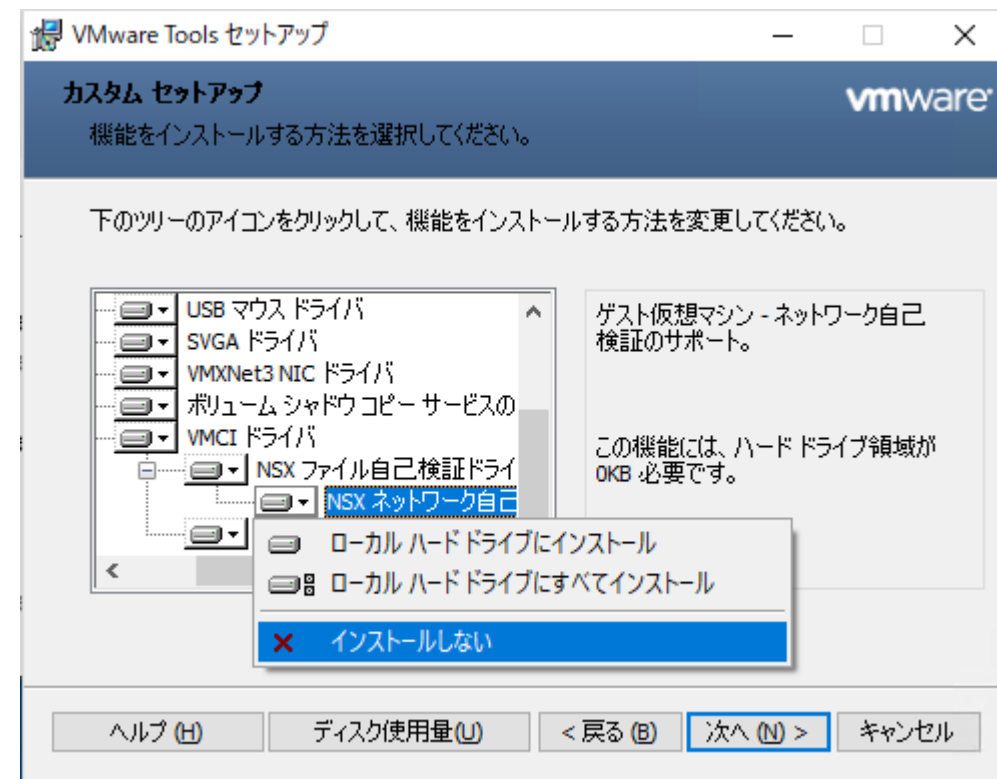 VMware Tools セットアップ
カスタム セットアップ
機能をインストールする方法を選択してください。
vmware
下のツリーのアイコンをクリックして、機能をインストールする方法を変更してください。
USB マウス ドライバ
SVGA ドライバ
VMXNet3 NIC ドライバ
ボリューム シャドウ コピー サービスの
VMCI ドライバ
NSX ファイル自己検証ドライ
NSX ネットワーク自己
ゲスト仮想マシン - ネットワーク自己
検証のサポート。
この機能には、ハード ドライブ領域が
0KB 必要です。
ローカル ハード ドライブにインストール
ローカル ハード ドライブにすべてインストール
インストールしない
ヘルプ (H)
ディスク使用量(U)
< 戻る (B)
次へ (N) >
キャンセル